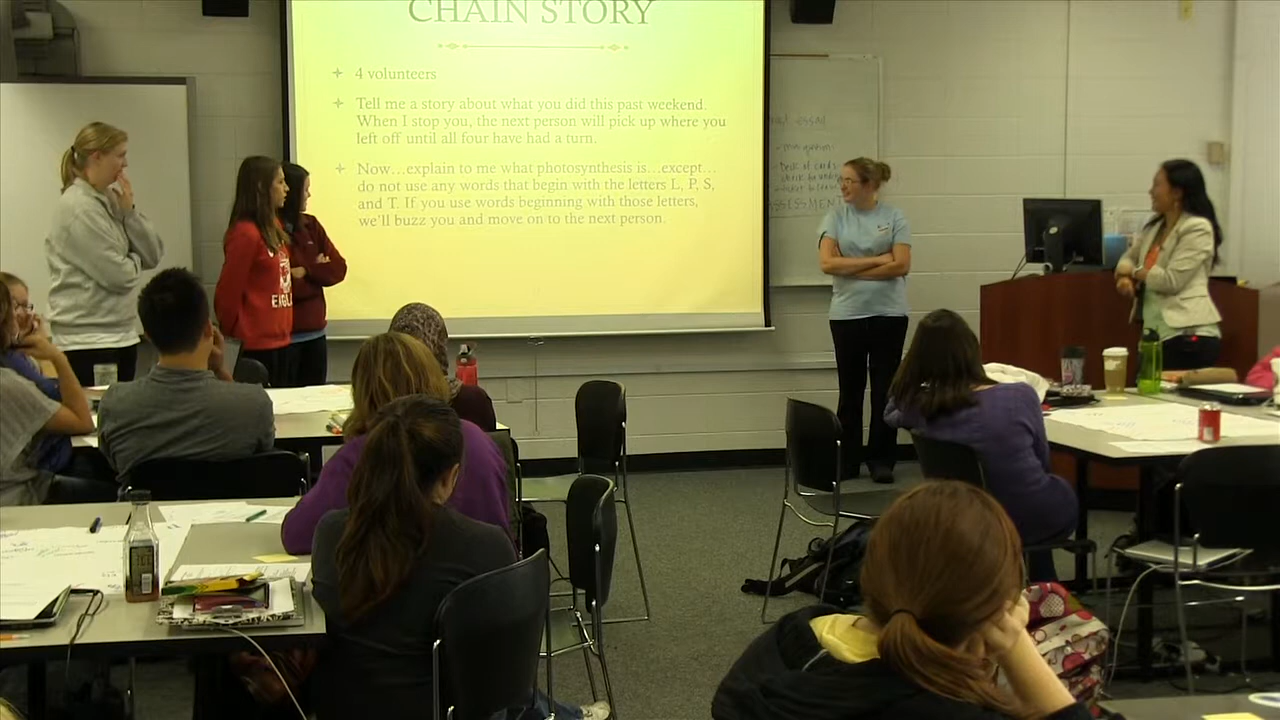 CHAIN STORY
4 volunteers
Tell me a story about what you did this past weekend.
When I stop you, the next person will pick up where you
left off until all four have had a turn.
Now…explain to me what photosynthesis is…except…
do not use any words that begin with the letters L, P, S,
and T. If you use words beginning with those letters,
we'll buzz you and move on to the next person.
Deck of cards